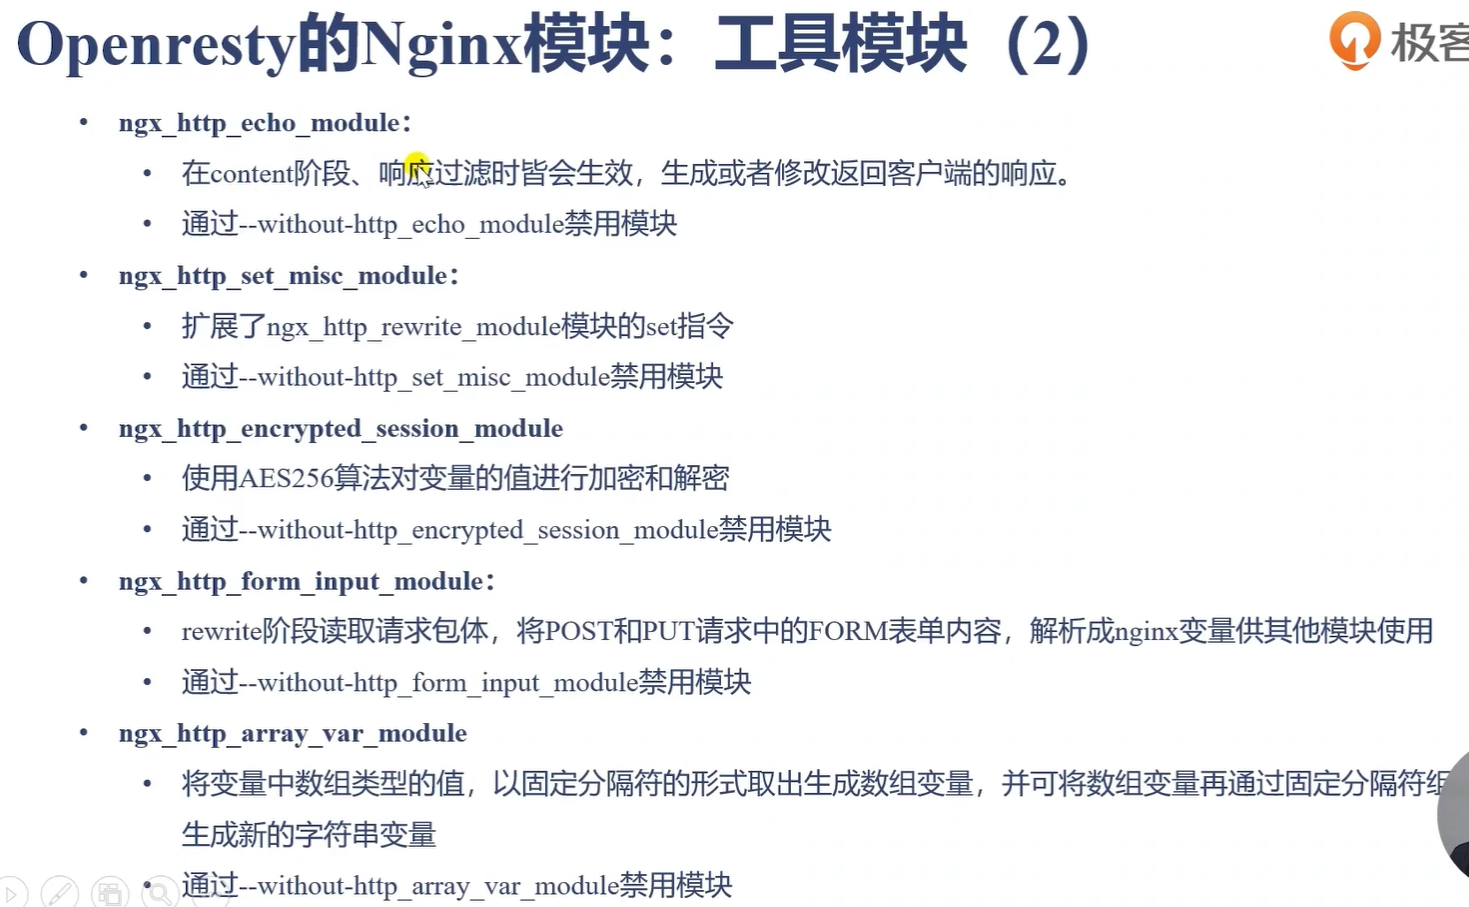 Openresty的Nginx模块：工具模块（2）
极客
• ngx_http_echo_module：
• 在content阶段、响应过滤时皆会生效，生成或者修改返回客户端的响应。
• 通过--without-http_echo_module禁用模块
• ngx_http_set_misc_module：
• 扩展了ngx_http_rewrite_module模块的set指令
• 通过--without-http_set_misc_module禁用模块
• ngx_http_encrypted_session_module
• 使用AES256算法对变量的值进行加密和解密
• 通过--without-http_encrypted_session_module禁用模块
• ngx_http_form_input_module：
• rewrite阶段读取请求包体，将POST和PUT请求中的FORM表单内容，解析成nginx变量供其他模块使用
• 通过--without-http_form_input_module禁用模块
• ngx_http_array_var_module
• 将变量中数组类型的值，以固定分隔符的形式取出生成数组变量，并可将数组变量再通过固定分隔符组
生成新的字符串变量
• 通过--without-http_array_var_module禁用模块